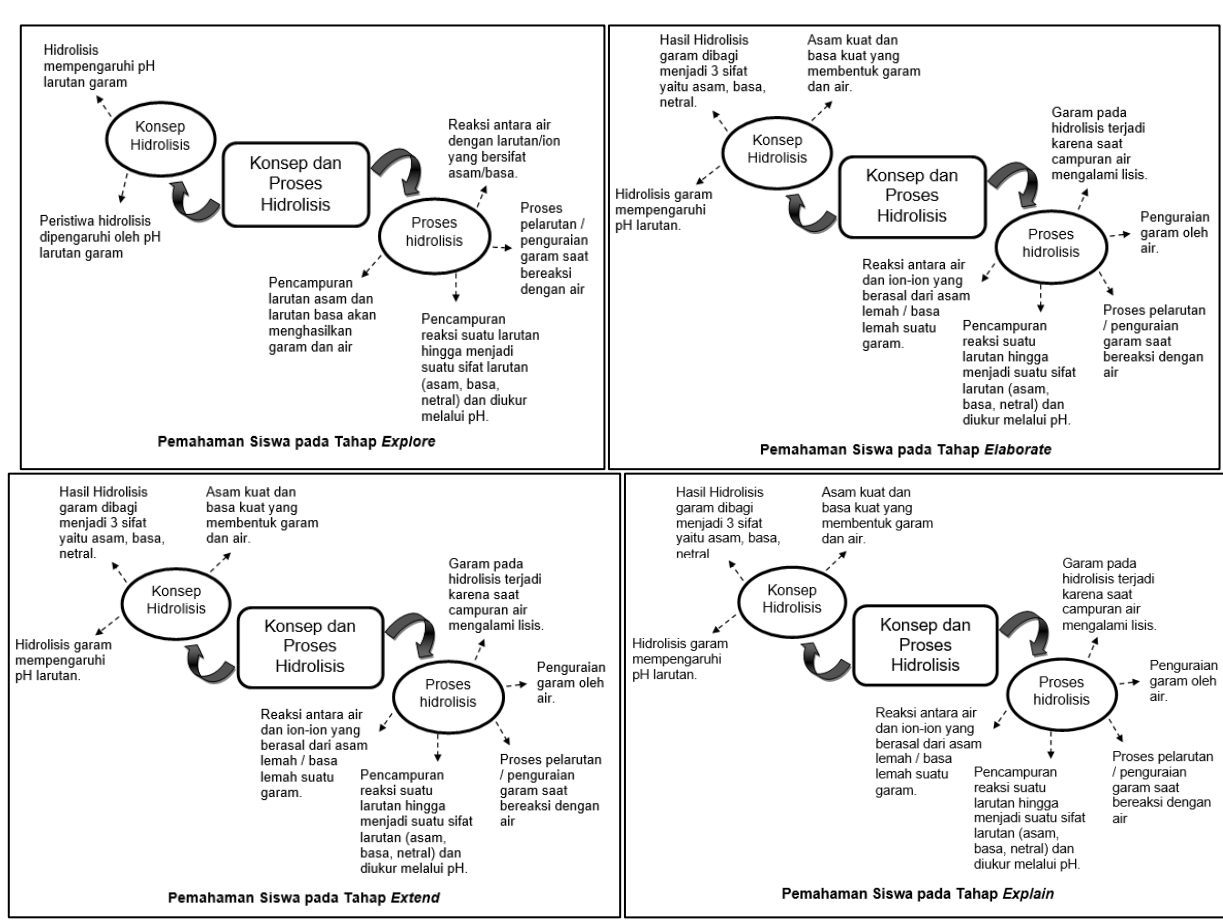 Hidrolisis
mempengaruhi pH
larutan garam
Konsep
Hidrolisis
Konsep dan
Proses
Hidrolisis
Peristiwa hidrolisis
dipengaruhi oleh pH
larutan garam
Reaksi antara air
dengan larutan/ion
yang bersifat
asam/basa.
Proses
hidrolisis
Proses
pelarutan /
penguraian
garam saat
bereaksi
dengan air
Pencampuran
larutan asam dan
larutan basa akan
menghasilkan
garam dan air
Pencampuran
reaksi suatu larutan
hingga menjadi
suatu sifat larutan
(asam, basa,
netral) dan diukur
melalui pH.
Pemahaman Siswa pada Tahap Explore
Hasil Hidrolisis
garam dibagi
menjadi 3 sifat
yaitu asam, basa,
netral.
Asam kuat dan
basa kuat yang
membentuk garam
dan air.
Konsep
Hidrolisis
Hidrolisis garam
mempengaruhi
pH larutan.
Konsep dan
Proses
Hidrolisis
Garam pada
hidrolisis terjadi
karena saat
campuran air
mengalami lisis.
Proses
hidrolisis
Penguraian
garam oleh
air.
Reaksi antara air
dan ion-ion yang
berasal dari asam
lemah / basa
lemah suatu
garam.
Pencampuran
reaksi suatu
larutan hingga
menjadi suatu sifat
larutan (asam,
basa, netral) dan
diukur melalui pH.
Proses pelarutan
/ penguraian
garam saat
bereaksi dengan
air
Pemahaman Siswa pada Tahap Elaborate
Hasil Hidrolisis
garam dibagi
menjadi 3 sifat
yaitu asam, basa,
netral.
Asam kuat dan
basa kuat yang
membentuk garam
dan air.
Konsep
Hidrolisis
Hidrolisis garam
mempengaruhi
pH larutan.
Konsep dan
Proses
Hidrolisis
Garam pada
hidrolisis terjadi
karena saat
campuran air
mengalami lisis.
Proses
hidrolisis
Penguraian
garam oleh
air.
Reaksi antara air
dan ion-ion yang
berasal dari asam
lemah / basa
lemah suatu
garam.
Pencampuran
reaksi suatu
larutan hingga
menjadi suatu sifat
larutan (asam,
basa, netral) dan
diukur melalui pH.
Proses pelarutan
/ penguraian
garam saat
bereaksi dengan
air
Pemahaman Siswa pada Tahap Extend
Hasil Hidrolisis
garam dibagi
menjadi 3 sifat
yaitu asam, basa,
netral
Asam kuat dan
basa kuat yang
membentuk garam
dan air.
Konsep
Hidrolisis
Hidrolisis garam
mempengaruhi
pH larutan.
Konsep dan
Proses
Hidrolisis
Garam pada
hidrolisis terjadi
karena saat
campuran air
mengalami lisis.
Proses
hidrolisis
Penguraian
garam oleh
air.
Reaksi antara air
dan ion-ion yang
berasal dari asam
lemah / basa
lemah suatu
garam.
Pencampuran
reaksi suatu
larutan hingga
menjadi suatu sifat
larutan (asam,
basa, netral) dan
diukur melalui pH.
Proses pelarutan
/ penguraian
garam saat
bereaksi dengan
air
Pemahaman Siswa pada Tahap Explain